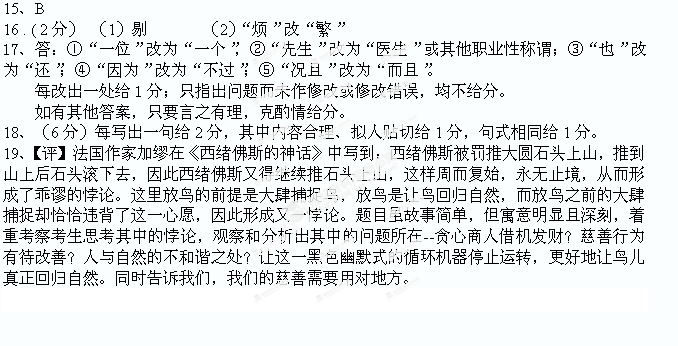 15、B
16．(2分)  （1）剔          （2）“烦 ”改“繁 ”
17、答：①“一位 ”改为“一个 ”；②“先生 ”改为“医生 ”或其他职业性称谓；③“也 ”改
为“还 ”；④“因为 ”改为“不过 ”；⑤“况且 ”改为“而且 ”。
每改出一处给 1 分；只指出问题而未作修改或修改错误，均不给分。
如有其他答案，只要言之有理，克酌情给分。
18、（6分）每写出一句给 2 分，其中内容合理、拟人贴切给 1 分，句式相同给 1 分。
19、【评】法国作家加缪在《西绪佛斯的神话》中写到：西绪佛斯被罚推大圆石头上山，推到
山上后石头滚下去，因此西绪佛斯又得继续推石头上山，这样周而复始，永无止境，从而形
成了乖谬的悖论。这里放鸟的前提是大肆捕捉鸟，放鸟是让鸟回归自然，而放鸟之前的大肆
捕捉却恰恰违背了这一心愿，因此形成又一悖论。题目虽故事简单，但寓意明显且深刻，着
重考察考生思考其中的悖论，观察和分析出其中的问题所在--贪心商人借机发财？慈善行为
有待改善？人与自然的不和谐之处？让这一黑色幽默式的循环机器停止运转，更好地让鸟儿
真正回归自然。同时告诉我们，我们的慈善需要用对地方。